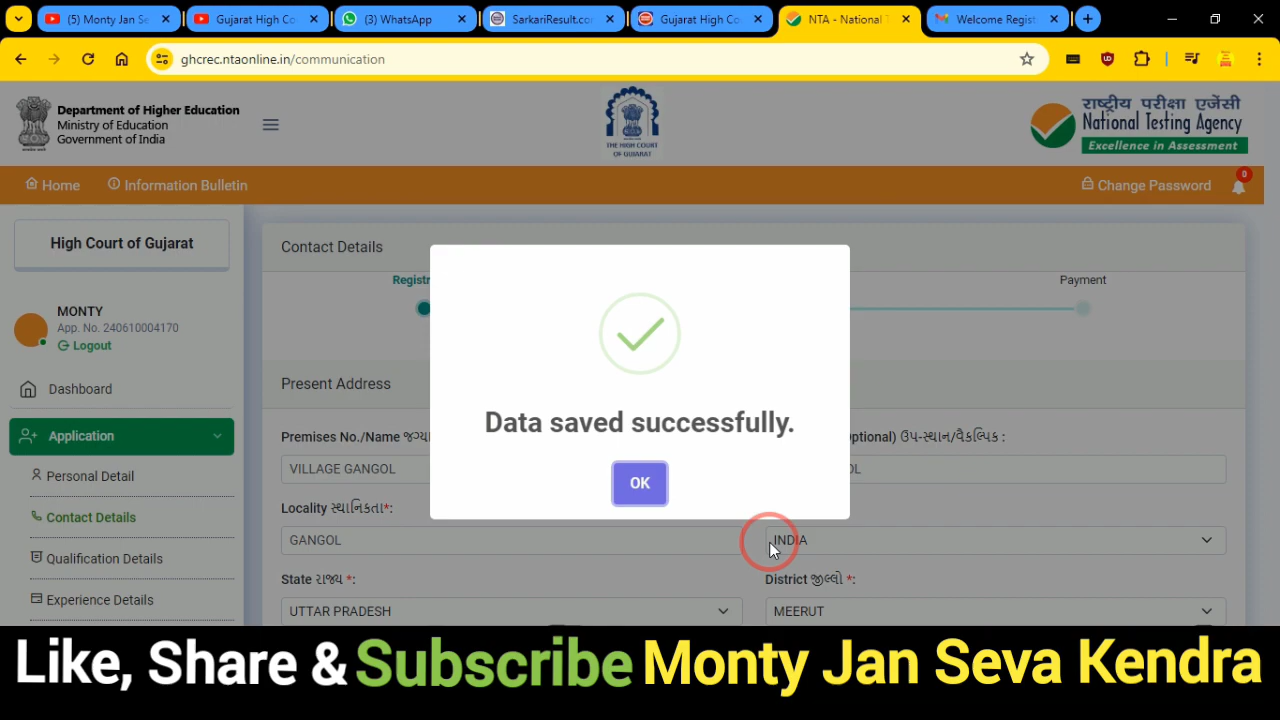 (5) Monty Jan Se
Gujarat High Co
(3) WhatsApp
SarkariResult.com
Gujarat High Co
NTA - National T
Welcome Regist
ghcrec.ntaonline.in/communication
Department of Higher Education
Ministry of Education
Government of India
THE HIGH COURT
OF GUJARAT
राष्ट्रीय परीक्षा एजेंसी
National Testing Agency
Excellence in Assessment
Home
Information Bulletin
Change Password
0
High Court of Gujarat
MONTY
App. No. 240610004170
Logout
Dashboard
Application
Personal Detail
Contact Details
Qualification Details
Experience Details
Contact Details
Registr
Payment
Present Address
Premises No./Name
ptional) ઉપ-સ્થાન/વૈકલ્પિક :
VILLAGE GANGOL
OL
Data saved successfully.
OK
Locality સ્થાનિકતા*:
GANGOL
INDIA
State રાજ્ય *:
District જીલ્લો *:
UTTAR PRADESH
MEERUT
Like, Share & Subscribe Monty Jan Seva Kendra